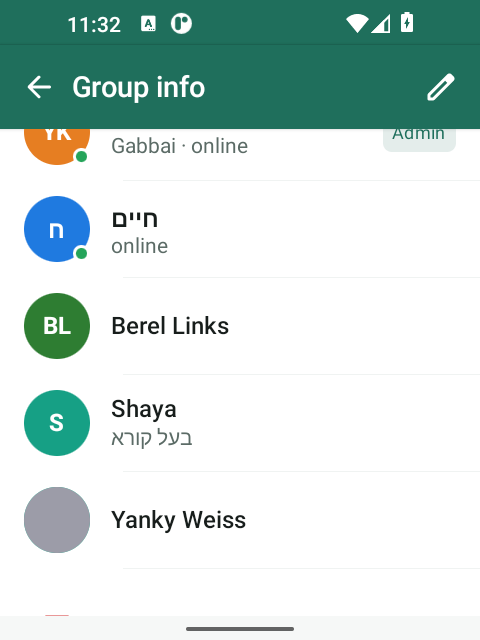 11:32
Group info
YK
Gabbai · online
Admin
ח
חיים
online
BL
Berel Links
S
Shaya
בעל קורא
Yanky Weiss